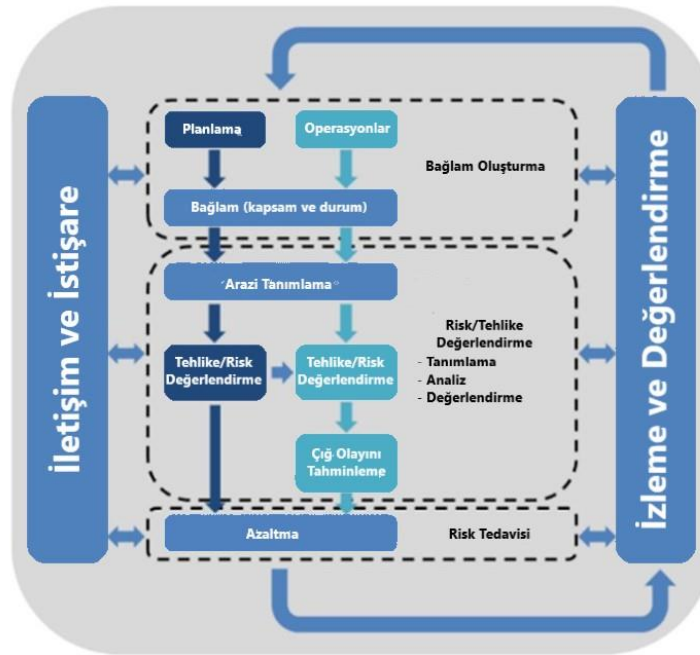 İletişim ve İstişare
Planlama
Operasyonlar
Bağlam Oluşturma
Bağlam (kapsam ve durum)
Arazi Tanımlama
Risk/Tehlike
Değerlendirme
- Tanımlama
- Analiz
- Değerlendirme
Tehlike/Risk
Değerlendirme
Tehlike/Risk
Değerlendirme
Çığ Olayını
Tahminleme
Azaltma
Risk Tedavisi
İzleme ve Değerlendirme